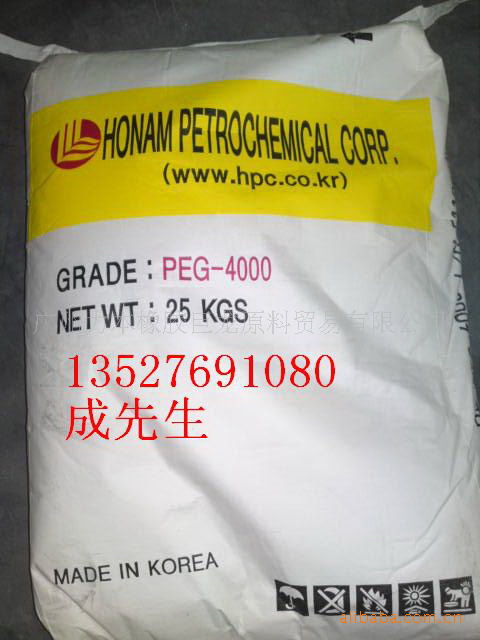 HONAM PETROCHEMICAL CORP.
(www.hpc.co.kr)
GRADE : PEG-4000
NET WT : 25 KGS
13527691080
成先生
MADE IN KOREA
alibaba.com.cn